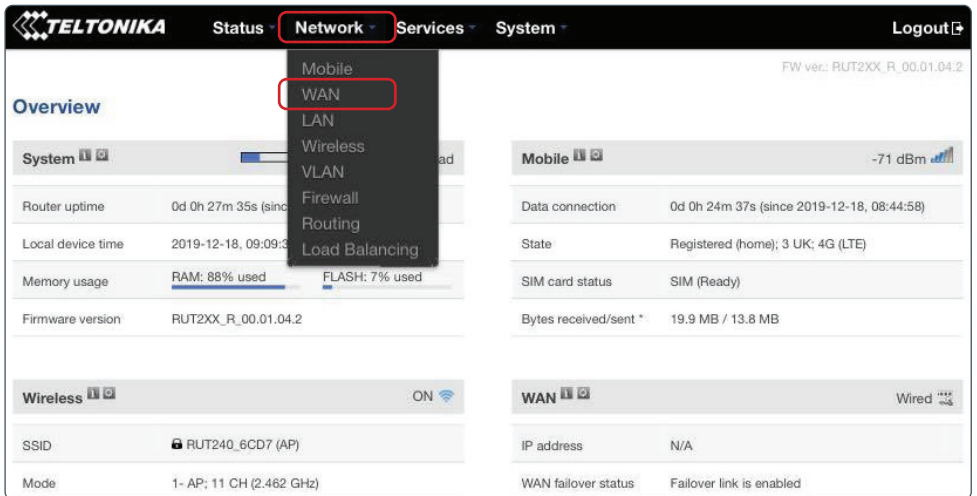 TELTONIKA Status Network Services System Logout
FW ver.: RUT2XX_R_00.01.04.2
Mobile
WAN
LAN
Wireless
VLAN
Firewall
Routing
Load Balancing
Overview
System ad
Router uptime 0d 0h 27m 35s (sinc
Local device time 2019-12-18, 09:09:3
Memory usage RAM: 88% used FLASH: 7% used
Firmware version RUT2XX_R_00.01.04.2
Mobile -71 dBm
Data connection 0d 0h 24m 37s (since 2019-12-18, 08:44:58)
State Registered (home); 3 UK; 4G (LTE)
SIM card status SIM (Ready)
Bytes received/sent * 19.9 MB / 13.8 MB
Wireless ON
SSID RUT240_6CD7 (AP)
Mode 1- AP; 11 CH (2.462 GHz)
WAN Wired
IP address N/A
WAN failover status Failover link is enabled